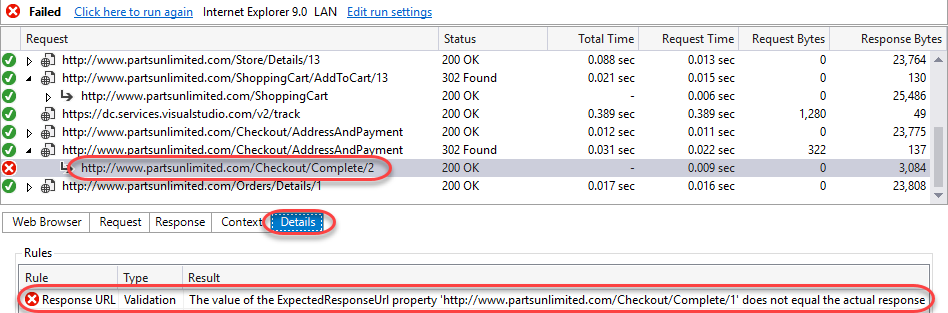 Failed Click here to run again Internet Explorer 9.0 LAN Edit run settings
Request Status Total Time Request Time Request Bytes Response Bytes
http://www.partsunlimited.com/Store/Details/13 200 OK 0.088 sec 0.013 sec 0 23,764
http://www.partsunlimited.com/ShoppingCart/AddToCart/13 302 Found 0.021 sec 0.015 sec 0 130
http://www.partsunlimited.com/ShoppingCart 200 OK - 0.006 sec 0 25,486
https://dc.services.visualstudio.com/v2/track 200 OK 0.389 sec 0.389 sec 1,280 49
http://www.partsunlimited.com/Checkout/AddressAndPayment 200 OK 0.012 sec 0.011 sec 0 23,775
http://www.partsunlimited.com/Checkout/AddressAndPayment 302 Found 0.031 sec 0.022 sec 322 137
http://www.partsunlimited.com/Checkout/Complete/2 200 OK - 0.009 sec 0 3,084
http://www.partsunlimited.com/Orders/Details/1 200 OK 0.017 sec 0.016 sec 0 23,808
Web Browser Request Response Context Details
Rules
Rule Type Result
Response URL Validation The value of the ExpectedResponseUrl property 'http://www.partsunlimited.com/Checkout/Complete/1' does not equal the actual response